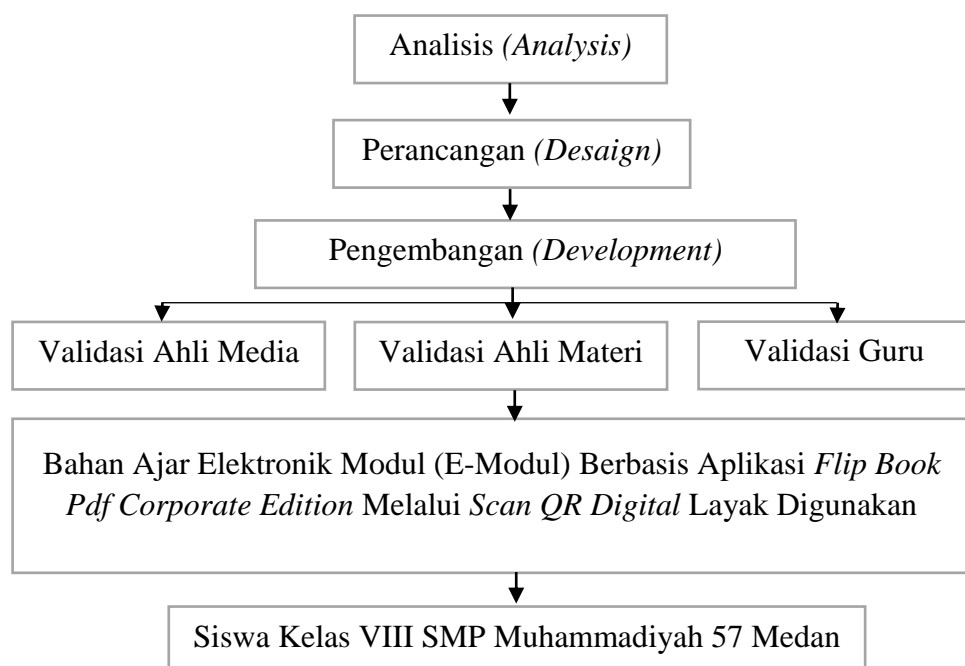 Analisis (Analysis)
Perancangan (Desaign)
Pengembangan (Development)
Validasi Ahli Media
Validasi Ahli Materi
Validasi Guru
Bahan Ajar Elektronik Modul (E-Modul) Berbasis Aplikasi Flip Book
Pdf Corporate Edition Melalui Scan QR Digital Layak Digunakan
Siswa Kelas VIII SMP Muhammadiyah 57 Medan